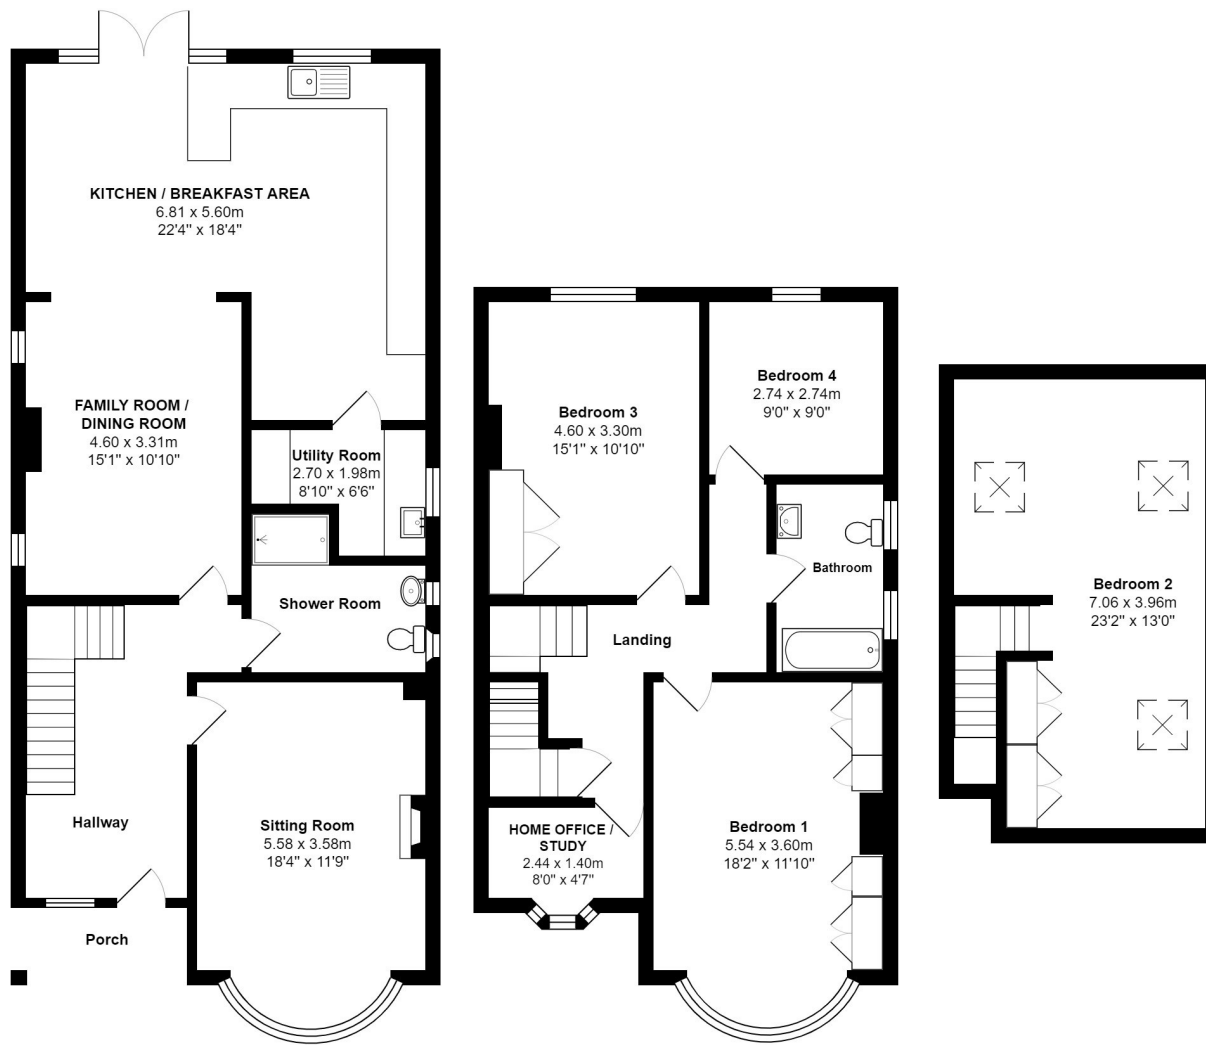 KITCHEN / BREAKFAST AREA
6.81 x 5.60m
22'4" x 18'4"
FAMILY ROOM /
DINING ROOM
4.60 x 3.31m
15'1" x 10'10"
Utility Room
2.70 x 1.98m
8'10" x 6'6"
Shower Room
Hallway
Sitting Room
5.58 x 3.58m
18'4" x 11'9"
Porch
Bedroom 3
4.60 x 3.30m
15'1" x 10'10"
Bedroom 4
2.74 x 2.74m
9'0" x 9'0"
Bathroom
Landing
HOME OFFICE /
STUDY
2.44 x 1.40m
8'0" x 4'7"
Bedroom 1
5.54 x 3.60m
18'2" x 11'10"
Bedroom 2
7.06 x 3.96m
23'2" x 13'0"